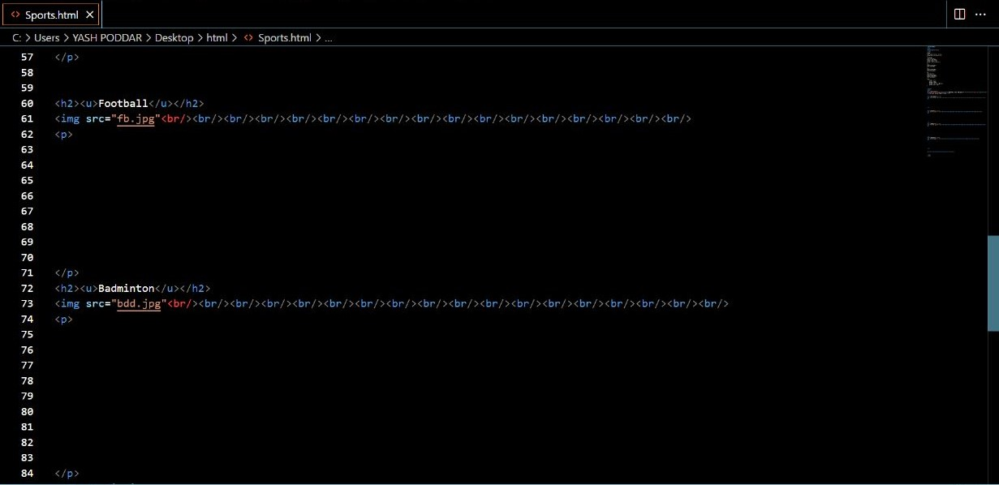 <> Sports.html ×
C: > Users > YASH PODDAR > Desktop > html > <> Sports.html > ...
57 </p>
58
59
60 <h2><u>Football</u></h2>
61 <img src="fb.jpg"<br/><br/><br/><br/><br/><br/><br/><br/><br/><br/><br/><br/><br/><br/><br/><br/><br/>
62 <p>
63
64
65
66
67
68
69
70
71 </p>
72 <h2><u>Badminton</u></h2>
73 <img src="bdd.jpg"<br/><br/><br/><br/><br/><br/><br/><br/><br/><br/><br/><br/><br/><br/><br/><br/><br/><br/>
74 <p>
75
76
77
78
79
80
81
82
83
84 </p>